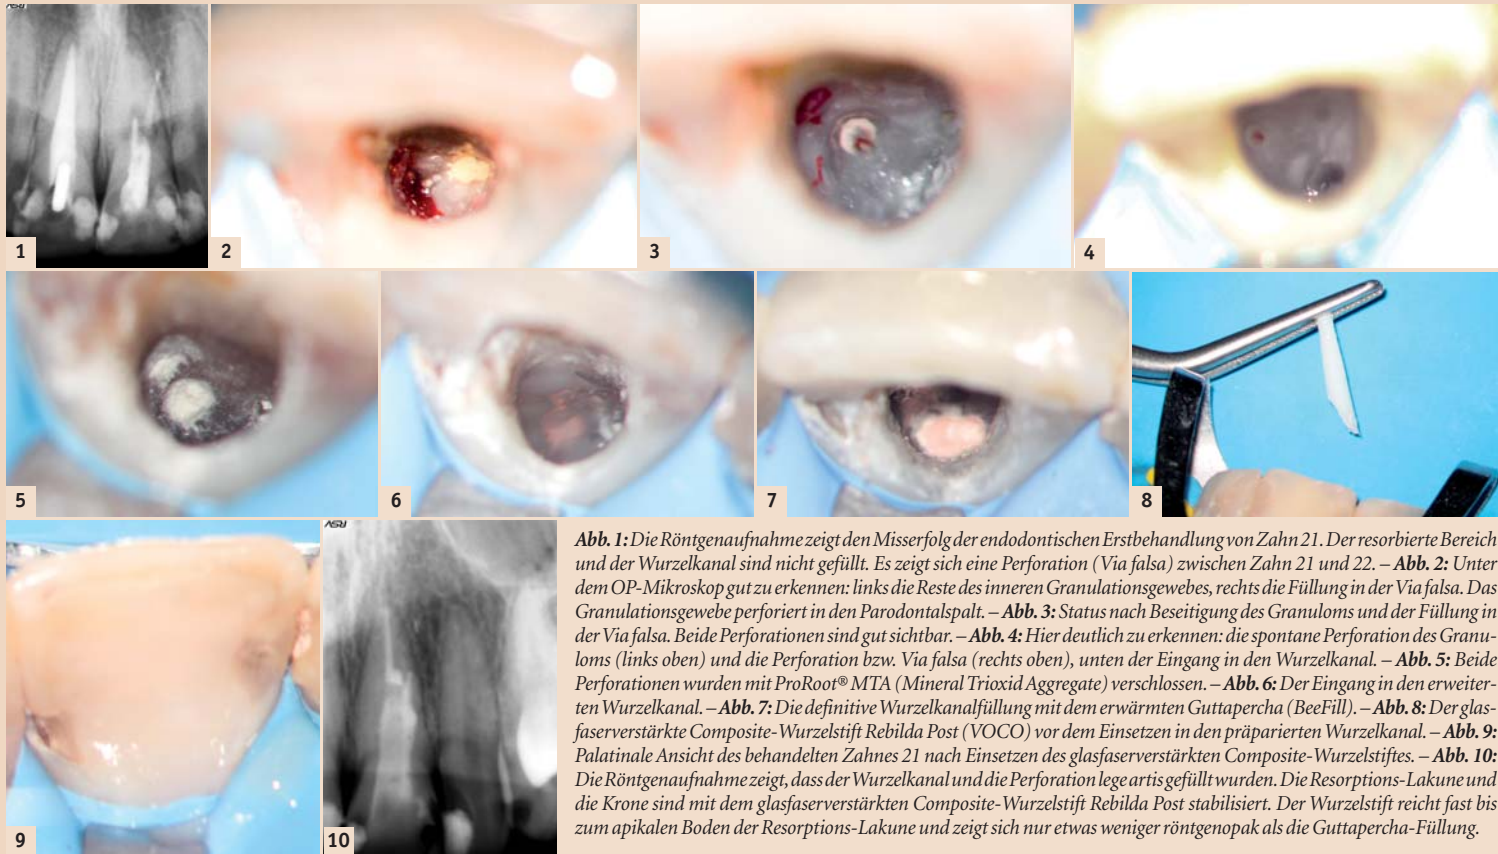 1
2
3
4
5
6
7
8
9
10
RSV
Abb. 1: Die Röntgenaufnahme zeigt den Misserfolg der endodontischen Erstbehandlung von Zahn 21. Der resorbierte Bereich
und der Wurzelkanal sind nicht gefüllt. Es zeigt sich eine Perforation (Via falsa) zwischen Zahn 21 und 22. – Abb. 2: Unter
dem OP-Mikroskop gut zu erkennen: links die Reste des inneren Granulationsgewebes, rechts die Füllung in der Via falsa. Das
Granulationsgewebe perforiert in den Parodontalspalt. – Abb. 3: Status nach Beseitigung des Granuloms und der Füllung in
der Via falsa. Beide Perforationen sind gut sichtbar. – Abb. 4: Hier deutlich zu erkennen: die spontane Perforation des Granu-
loms (links oben) und die Perforation bzw. Via falsa (rechts oben), unten der Eingang in den Wurzelkanal. – Abb. 5: Beide
Perforationen wurden mit ProRoot® MTA (Mineral Trioxid Aggregate) verschlossen. – Abb. 6: Der Eingang in den erweiter-
ten Wurzelkanal. – Abb. 7: Die definitive Wurzelkanalfüllung mit dem erwärmten Guttapercha (BeeFill). – Abb. 8: Der glas-
faserverstärkte Composite-Wurzelstift Rebilda Post (VOCO) vor dem Einsetzen in den präparierten Wurzelkanal. – Abb. 9:
Palatinale Ansicht des behandelten Zahnes 21 nach Einsetzen des glasfaserverstärkten Composite-Wurzelstiftes. – Abb. 10:
Die Röntgenaufnahme zeigt, dass der Wurzelkanal und die Perforation lege artis gefüllt wurden. Die Resorptions-Lakune und
die Krone sind mit dem glasfaserverstärkten Composite-Wurzelstift Rebilda Post stabilisiert. Der Wurzelstift reicht fast bis
zum apikalen Boden der Resorptions-Lakune und zeigt sich nur etwas weniger röntgenopak als die Guttapercha-Füllung.